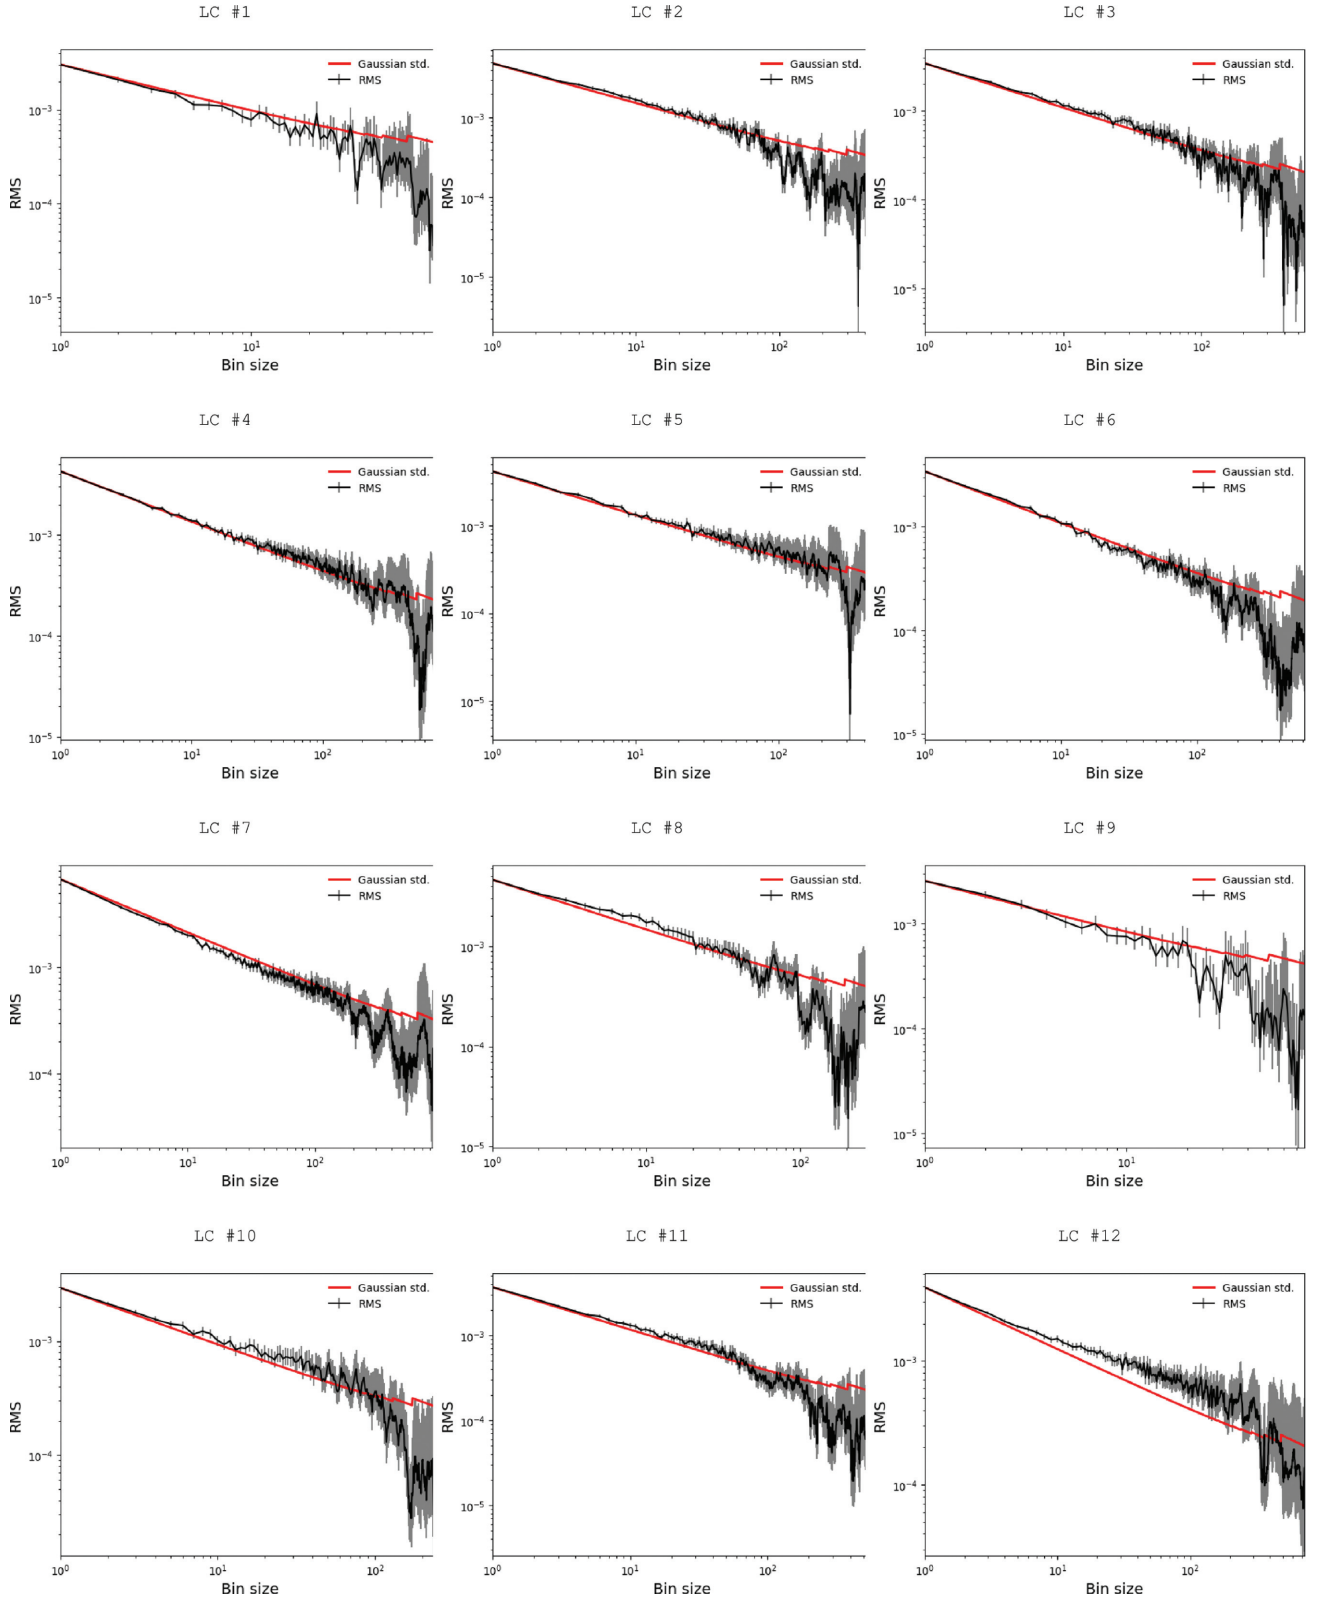 LC #1
LC #2
LC #3
Gaussian std.
RMS
10⁻³
10⁻⁴
10⁻⁵
RMS
10⁰
10¹
Bin size
Gaussian std.
RMS
10⁻³
10⁻⁴
10⁻⁵
RMS
10⁰
10¹
10²
Bin size
Gaussian std.
RMS
10⁻³
10⁻⁴
10⁻⁵
RMS
10⁰
10¹
10²
Bin size
LC #4
LC #5
LC #6
Gaussian std.
RMS
10⁻³
10⁻⁴
10⁻⁵
RMS
10⁰
10¹
10²
Bin size
Gaussian std.
RMS
10⁻³
10⁻⁴
10⁻⁵
RMS
10⁰
10¹
10²
Bin size
Gaussian std.
RMS
10⁻³
10⁻⁴
10⁻⁵
RMS
10⁰
10¹
10²
Bin size
LC #7
LC #8
LC #9
Gaussian std.
RMS
10⁻³
10⁻⁴
RMS
10⁰
10¹
10²
Bin size
Gaussian std.
RMS
10⁻³
10⁻⁴
10⁻⁵
RMS
10⁰
10¹
10²
Bin size
Gaussian std.
RMS
10⁻³
10⁻⁴
10⁻⁵
RMS
10⁰
10¹
Bin size
LC #10
LC #11
LC #12
Gaussian std.
RMS
10⁻³
10⁻⁴
RMS
10⁰
10¹
10²
Bin size
Gaussian std.
RMS
10⁻³
10⁻⁴
10⁻⁵
RMS
10⁰
10¹
10²
Bin size
Gaussian std.
RMS
10⁻³
10⁻⁴
RMS
10⁰
10¹
10²
Bin size